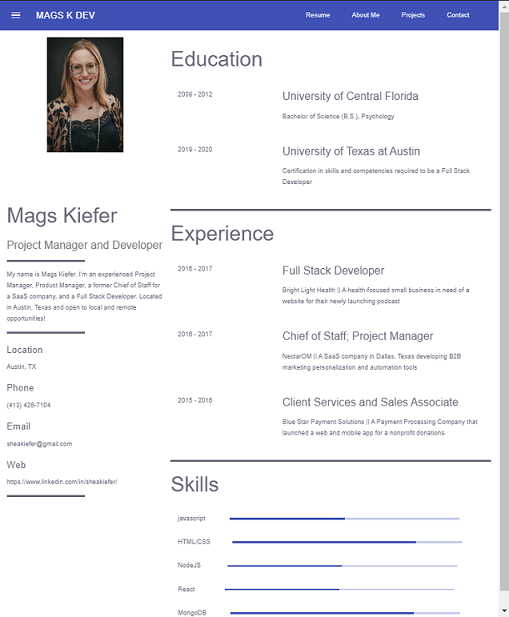 MAGS K DEV
Resume
About Me
Projects
Contact
Mags Kiefer
Project Manager and Developer
My name is Mags Kiefer. I'm an experienced Project
Manager, Product Manager, a former Chief of Staff for
a SaaS company, and a Full Stack Developer. Located
in Austin, Texas and open to local and remote
opportunities!
Location
Austin, TX
Phone
(413) 426-7104
Email
sheakiefer@gmail.com
Web
https://www.linkedin.com/in/sheakiefer/
Education
2009 - 2012
University of Central Florida
Bachelor of Science (B.S.), Psychology
2019 - 2020
University of Texas at Austin
Certification in skills and competencies required to be a Full Stack
Developer
Experience
2016 - 2017
Full Stack Developer
Bright Light Health || A health-focused small business in need of a
website for their newly launching podcast
2016 - 2017
Chief of Staff; Project Manager
NectarOM || A SaaS company in Dallas, Texas developing B2B
marketing personalization and automation tools
2015 - 2016
Client Services and Sales Associate
Blue Star Payment Solutions || A Payment Processing Company that
launched a web and mobile app for a nonprofit donations.
Skills
javascript
HTML/CSS
NodeJS
React
MongoDB